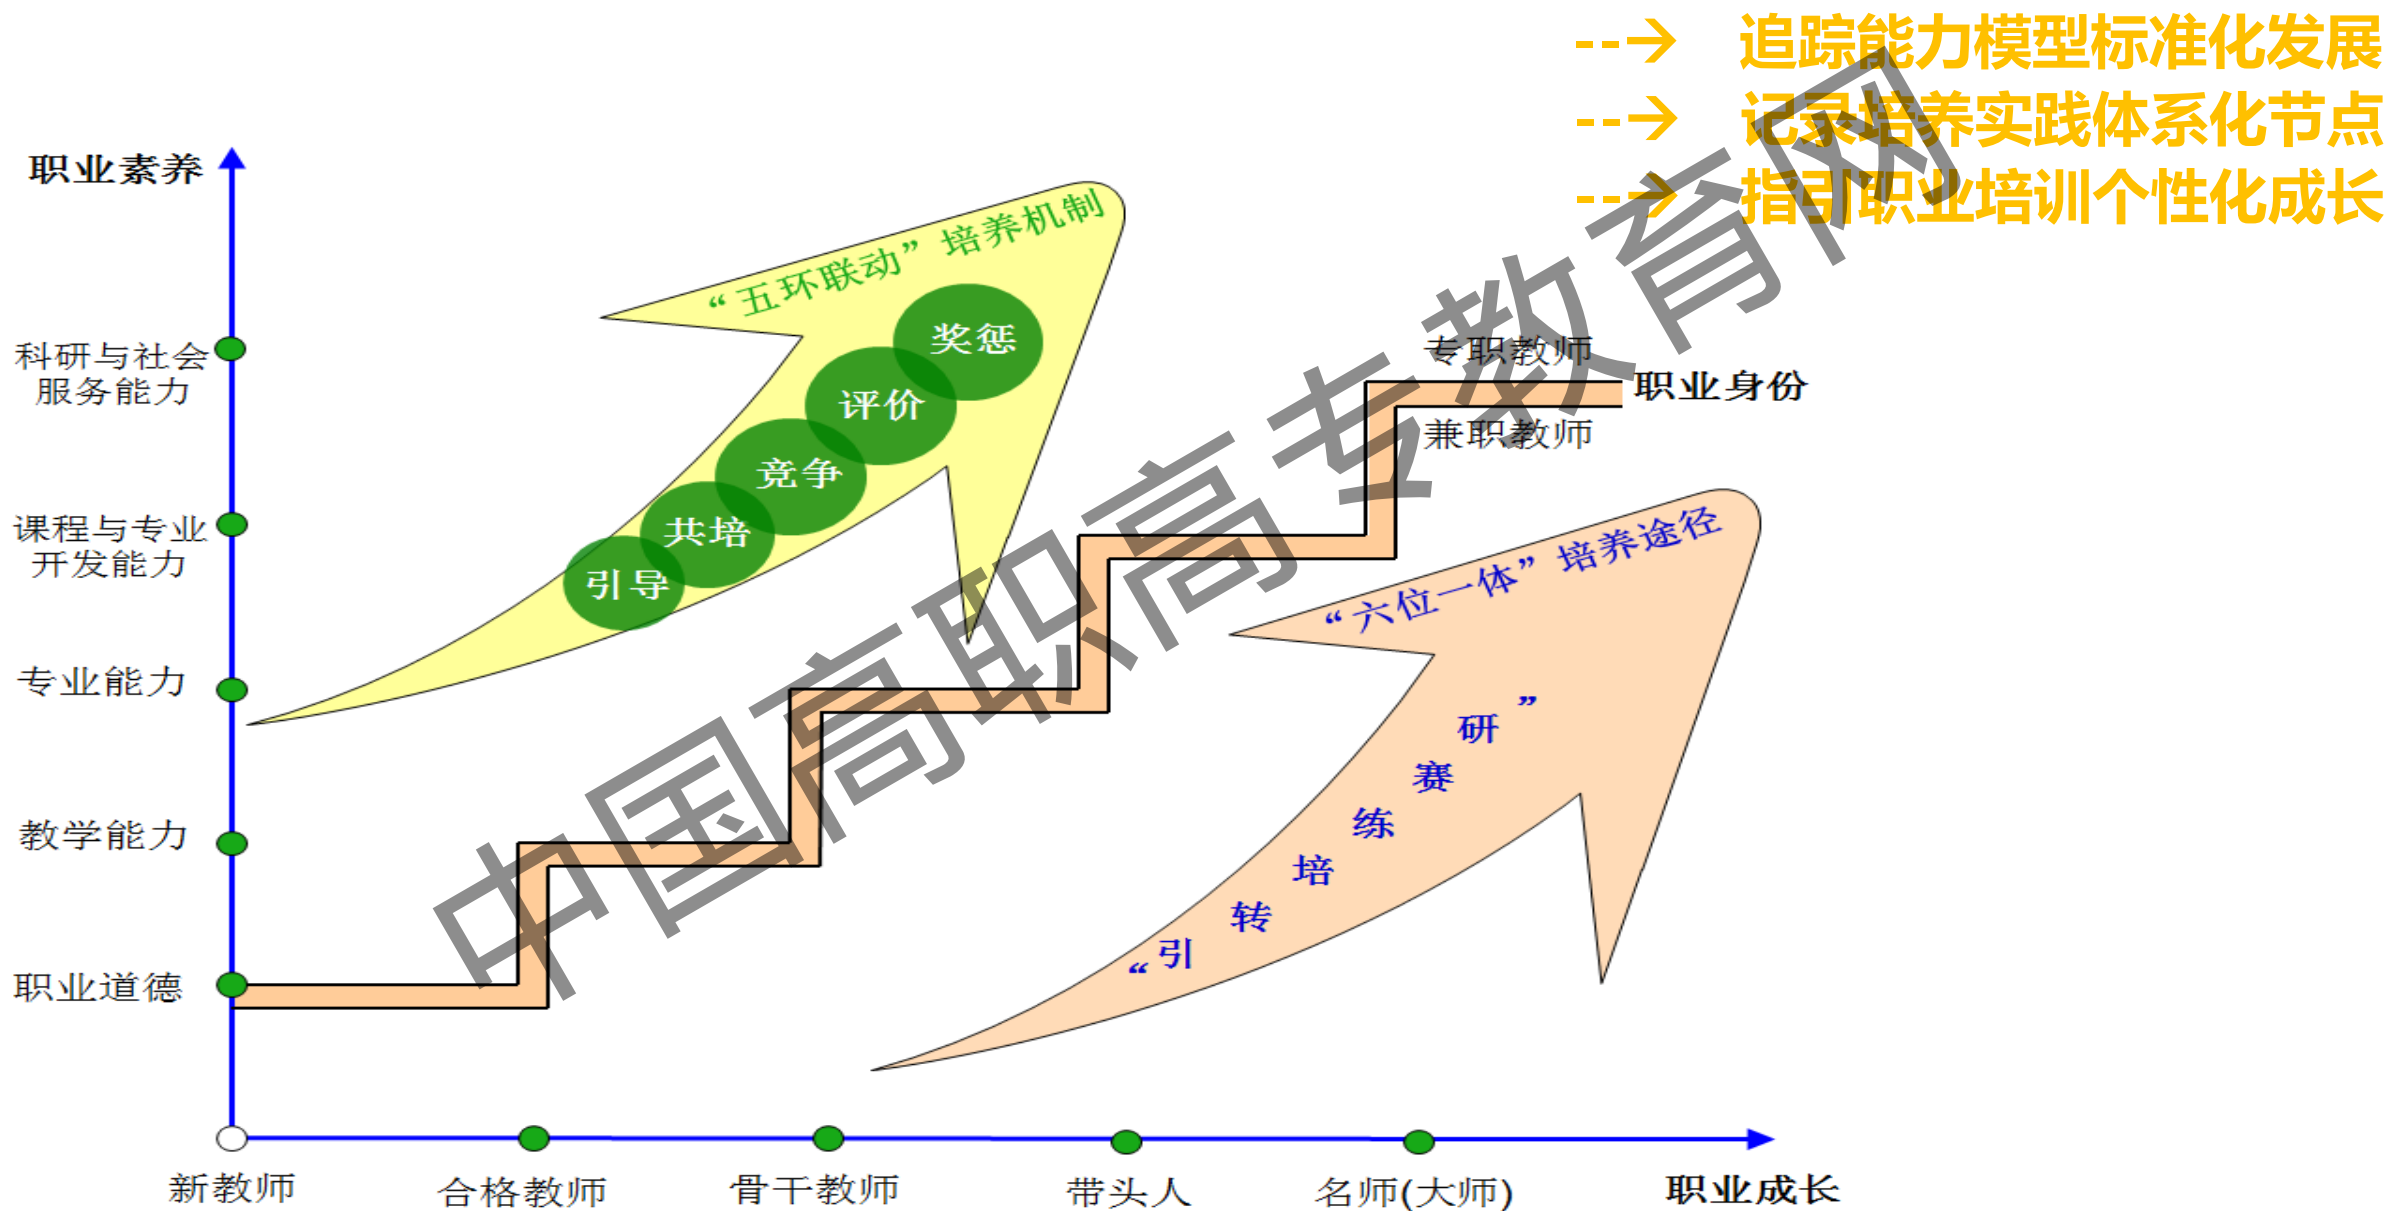 --→ 追踪能力模型标准化发展
--→ 记录培养实践体系化节点
--→ 指引职业培训个性化成长
职业素养
“五环联动”培养机制
奖惩
评价
竞争
共培
引导
科研与社会
服务能力
课程与专业
开发能力
专业能力
教学能力
职业道德
专职教师
职业身份
兼职教师
“六位一体”培养途径
“引 转 培 练 赛 研”
新教师
合格教师
骨干教师
带头人
名师(大师)
职业成长
中国高职高专教育网